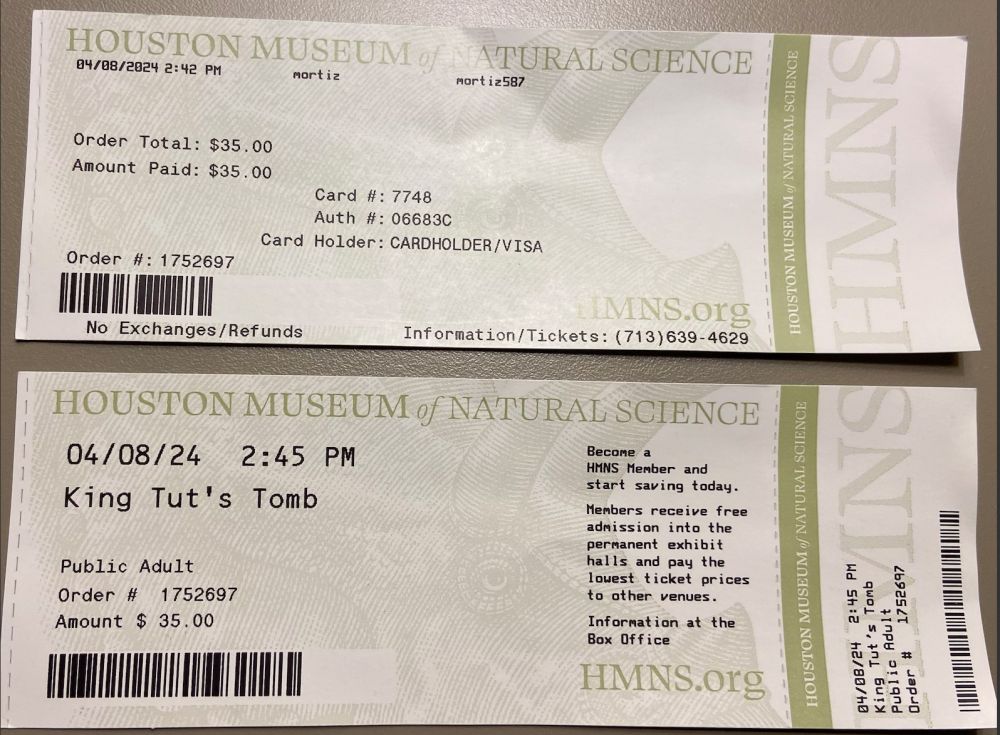 HOUSTON MUSEUM of NATURAL SCIENCE
04/08/2024 2:42 PM mortiz mortiz587
Order Total: $35.00
Amount Paid: $35.00
Card #: 7748
Auth #: 06683C
Card Holder: CARDHOLDER/VISA
Order #: 1752697
HMNS.org
No Exchanges/Refunds Information/Tickets: (713)639-4629
HOUSTON MUSEUM of NATURAL SCIENCE
HMNS
HOUSTON MUSEUM of NATURAL SCIENCE
04/08/24 2:45 PM
King Tut's Tomb
Public Adult
Order # 1752697
Amount $ 35.00
Become a
HMNS Member and
start saving today.
Members receive free
admission into the
permanent exhibit
halls and pay the
lowest ticket prices
to other venues.
Information at the
Box Office
HMNS.org
HOUSTON MUSEUM of NATURAL SCIENCE
HMNS
04/08/24 2:45 PM
King Tut's Tomb
Public Adult
Order # 1752697